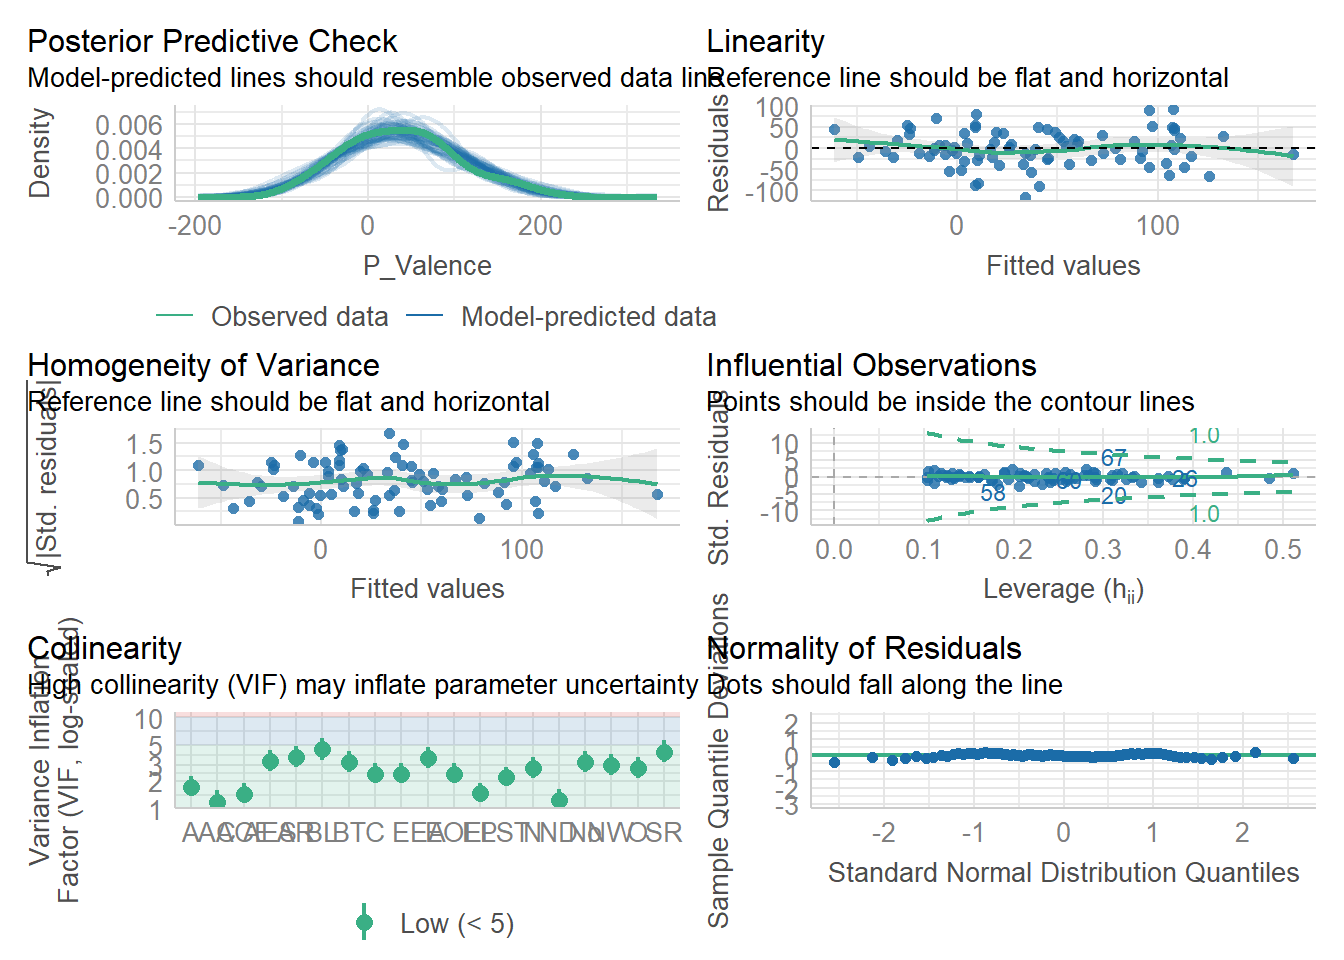 Posterior Predictive Check
Model-predicted lines should resemble observed data line
Density
0.006
0.004
0.002
0.000
-200 0 200
P_Valence
Observed data Model-predicted data
Linearity
Reference line should be flat and horizontal
Residuals
100
50
0
-50
-100
0 100
Fitted values
Homogeneity of Variance
Reference line should be flat and horizontal
√|Std. residuals|
1.5
1.0
0.5
0 100
Fitted values
Influential Observations
Points should be inside the contour lines
Std. Residuals
10
5
0
-5
-10
1.0
67
26
58
20
1.0
0.0 0.1 0.2 0.3 0.4 0.5
Leverage (hii)
Collinearity
High collinearity (VIF) may inflate parameter uncertainty
Variance Inflation
Factor (VIF, log-scaled)
10
5
3
2
1
Low (< 5)
Normality of Residuals
Dots should fall along the line
Sample Quantile Deviations
2
1
0
-1
-2
-3
-2 -1 0 1 2
Standard Normal Distribution Quantiles